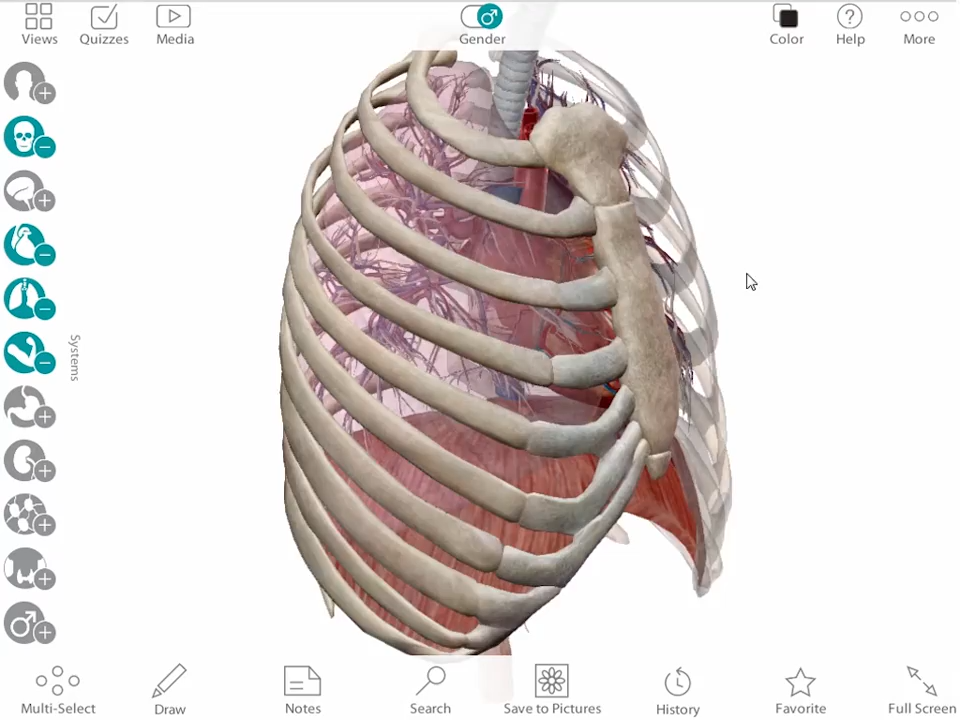 Views Quizzes Media Gender Color Help More
Systems
Multi-Select Draw Notes Search Save to Pictures History Favorite Full Screen